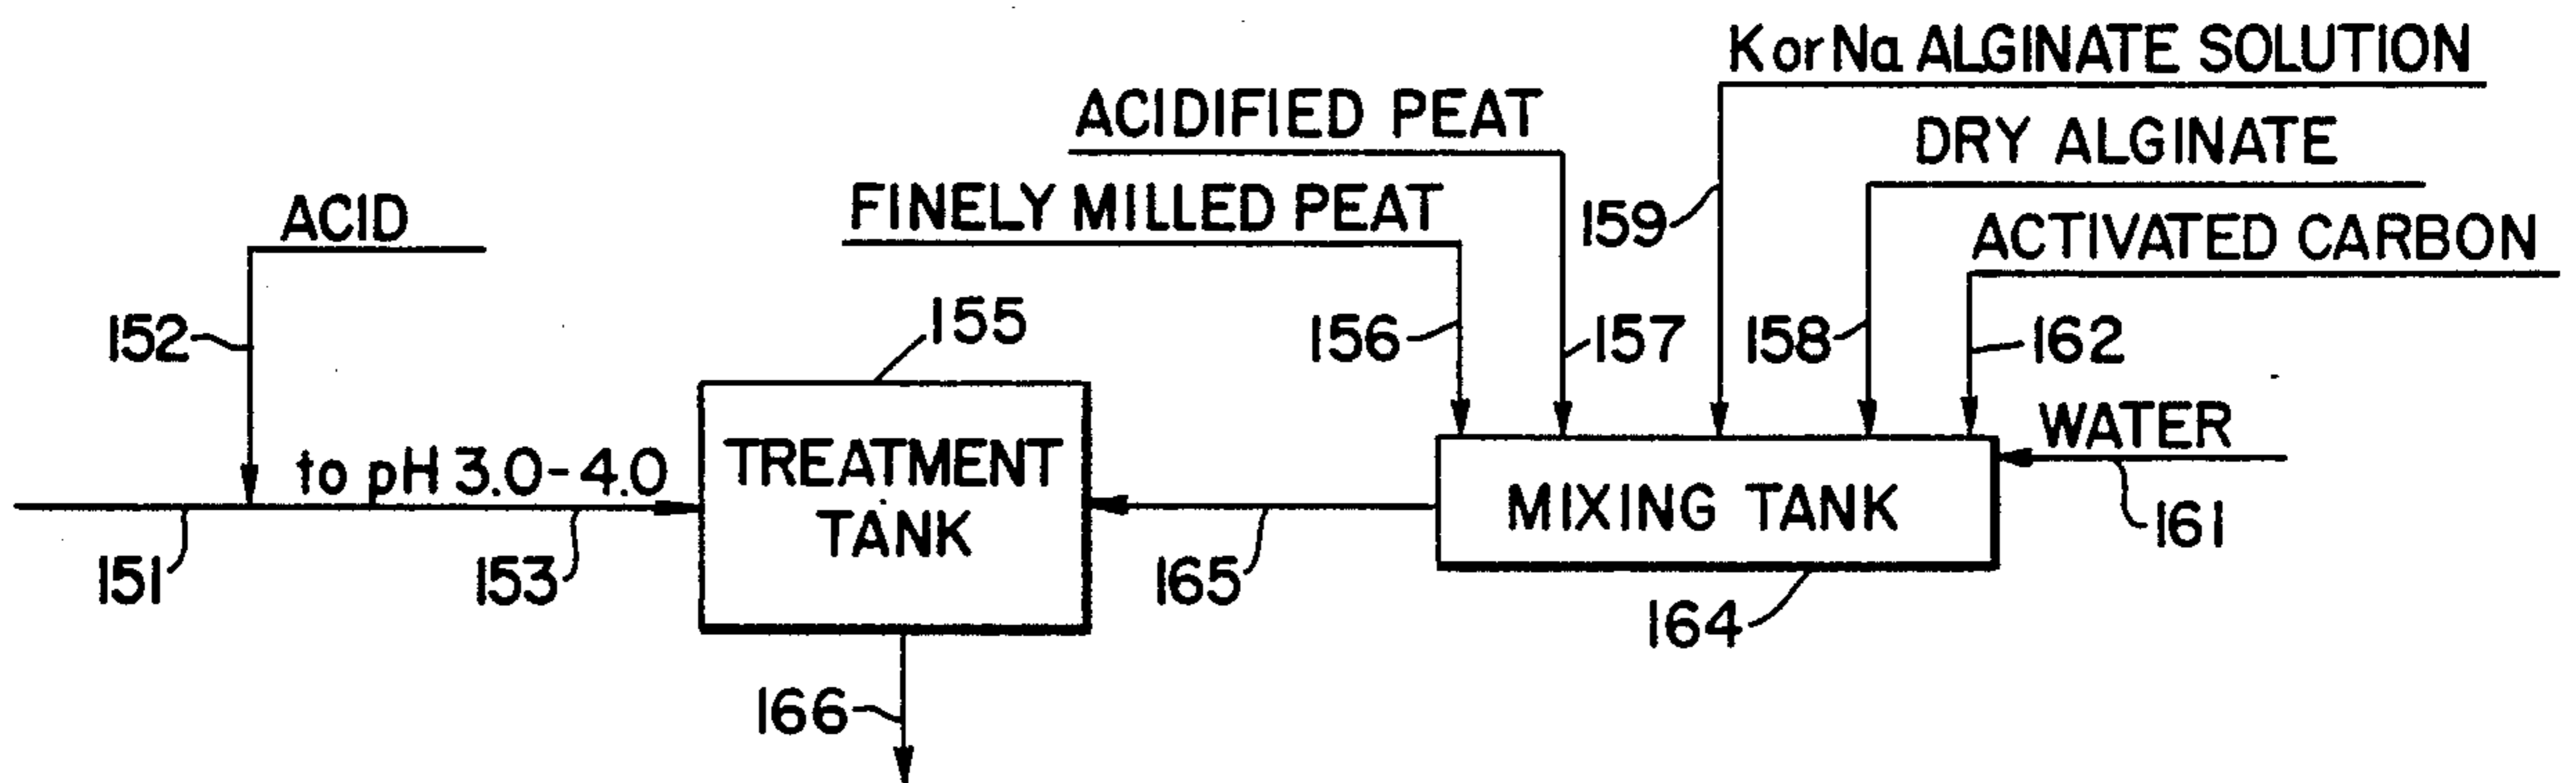 K or Na ALGINATE SOLUTION
ACIDIFIED PEAT
DRY ALGINATE
FINELY MILLED PEAT
159
ACID
ACTIVATED CARBON
152
155
156
157
158
162
WATER
to pH 3.0-4.0
TREATMENT
TANK
MIXING TANK
151
153
165
161
164
166